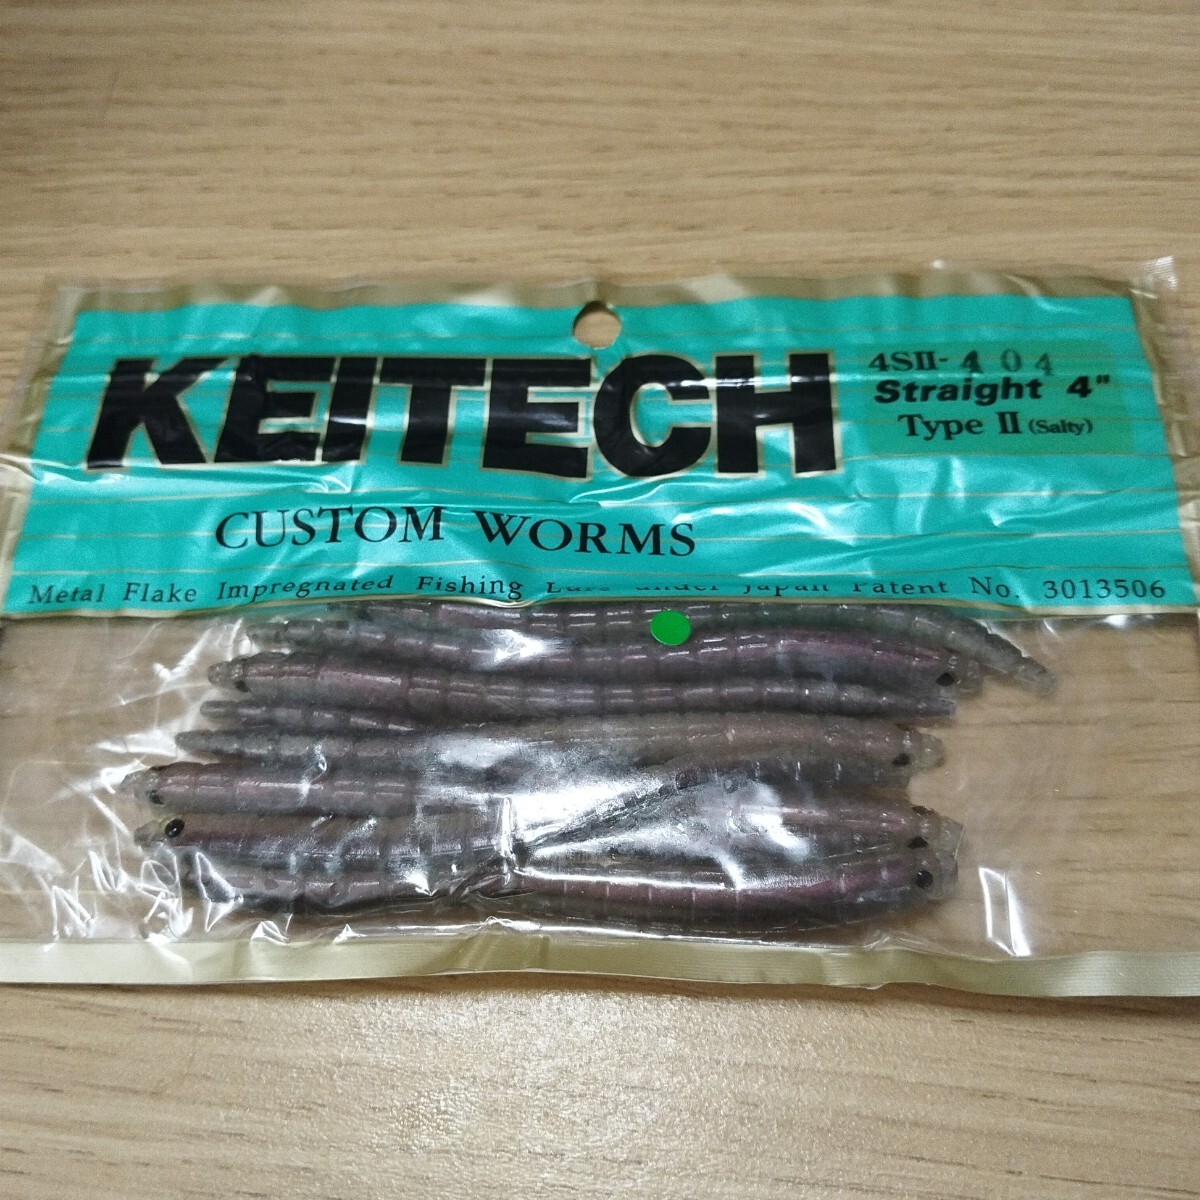 KEITECH
4SII-404
Straight 4"
Type II (Salty)
CUSTOM WORMS
Metal Flake Impregnated Fishing Lure under Japan Patent No. 3013506